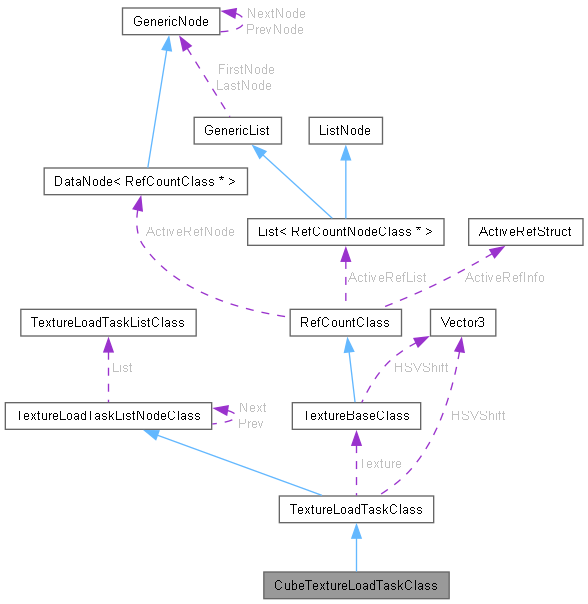 GenericNode
NextNode
PrevNode
FirstNode
LastNode
GenericList
ListNode
DataNode< RefCountClass * >
List< RefCountNodeClass * >
ActiveRefStruct
ActiveRefNode
ActiveRefList
ActiveRefInfo
TextureLoadTaskListClass
RefCountClass
Vector3
List
HSVShift
TextureLoadTaskListNodeClass
Next
Prev
TextureBaseClass
HSVShift
Texture
TextureLoadTaskClass
CubeTextureLoadTaskClass